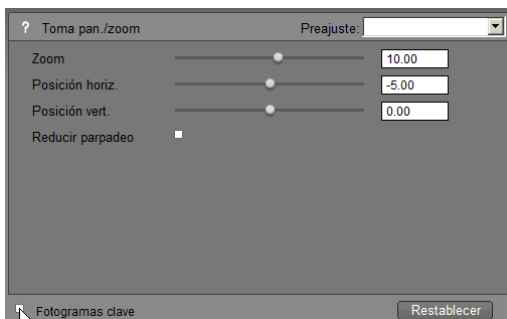 ? Toma pan./zoom Preajuste:
Zoom 10.00
Posición horiz. -5.00
Posición vert. 0.00
Reducir parpadeo
Fotogramas clave Restablecer